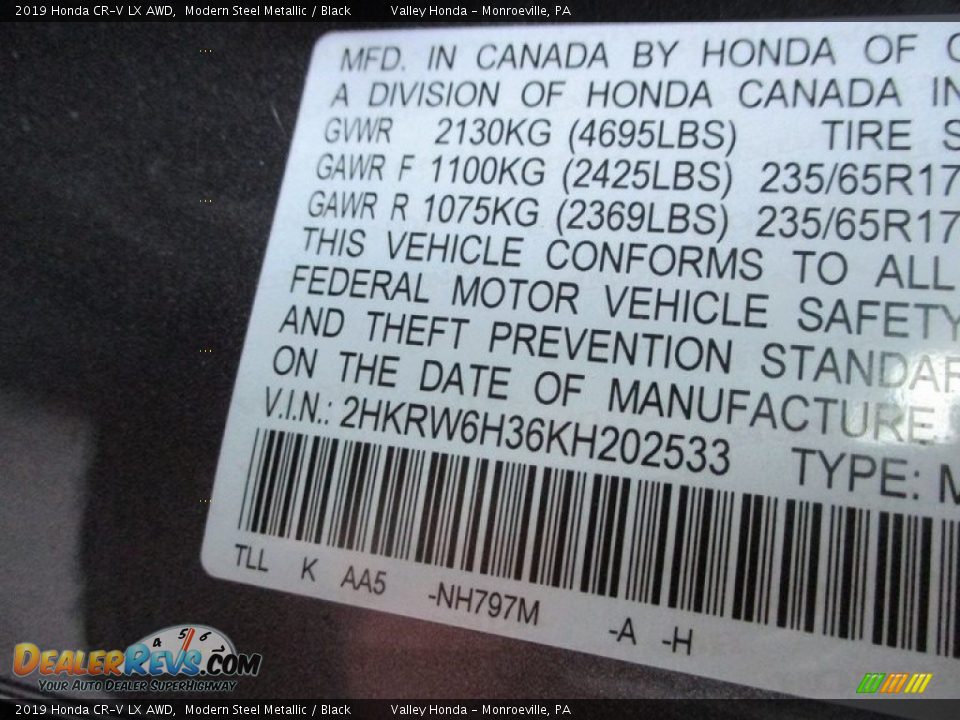 2019 Honda CR-V LX AWD,  Modern Steel Metallic / Black        Valley Honda - Monroeville, PA
MFD. IN CANADA BY HONDA OF
A DIVISION OF HONDA CANADA IN
GVWR 2130KG (4695LBS) TIRE S
GAWR F 1100KG (2425LBS) 235/65R17
GAWR R 1075KG (2369LBS) 235/65R17
THIS VEHICLE CONFORMS TO ALL
FEDERAL MOTOR VEHICLE SAFETY
AND THEFT PREVENTION STANDAR
ON THE DATE OF MANUFACTURE
V.I.N.: 2HKRW6H36KH202533
TYPE: M
TLL K AA5 -NH797M -A -H
4 5 6
DealerRevs.com
Your Auto Dealer SuperHighway
2019 Honda CR-V LX AWD,  Modern Steel Metallic / Black        Valley Honda - Monroeville, PA